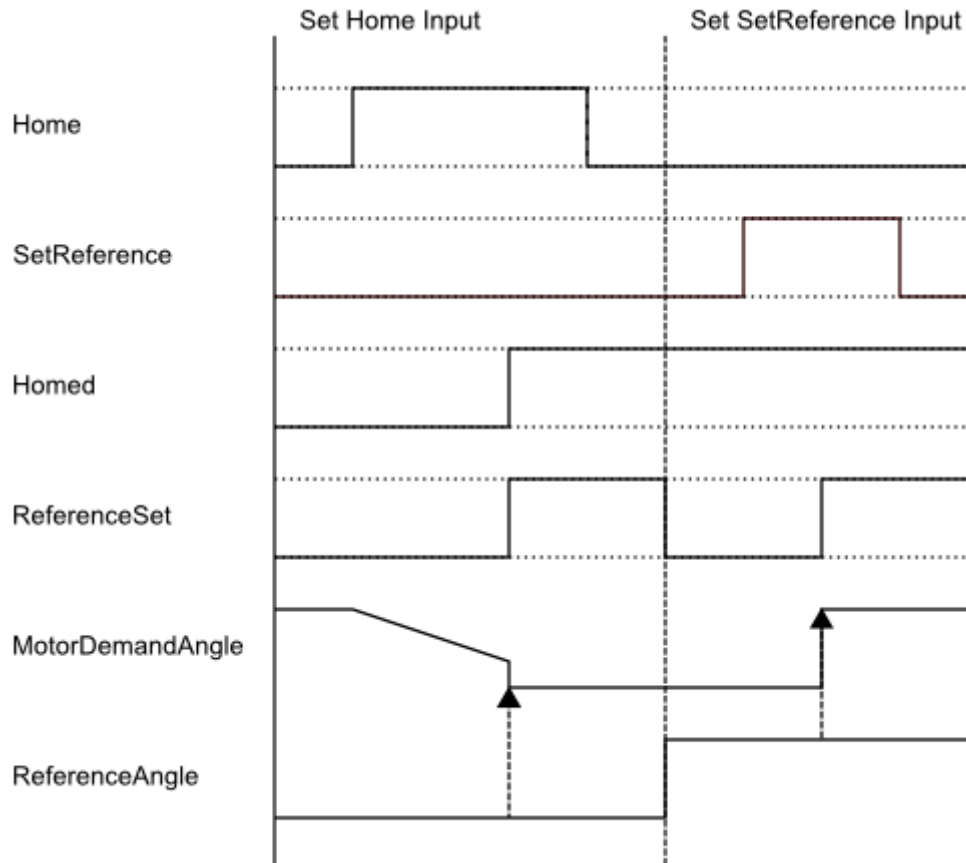 Set Home Input
Set SetReference Input
Home
SetReference
Homed
ReferenceSet
MotorDemandAngle
ReferenceAngle